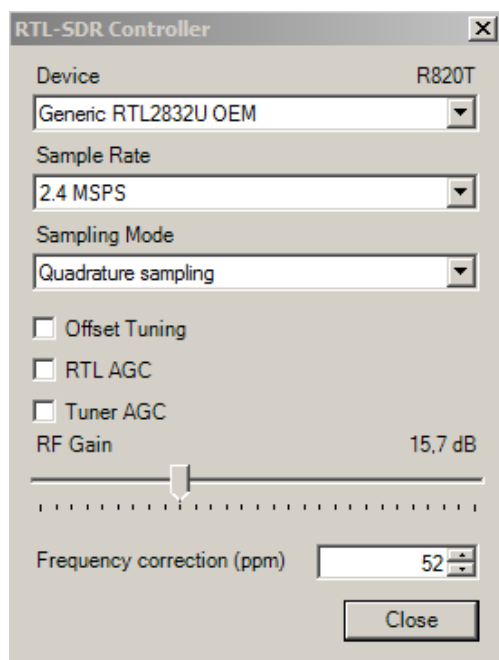 RTL-SDR Controller
Device R820T
Generic RTL2832U OEM
Sample Rate
2.4 MSPS
Sampling Mode
Quadrature sampling
Offset Tuning
RTL AGC
Tuner AGC
RF Gain 15,7 dB
Frequency correction (ppm) 52
Close